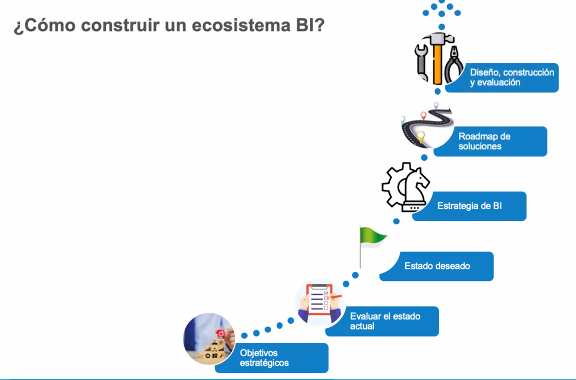 ¿Cómo construir un ecosistema BI?
Diseño, construcción
y evaluación
Roadmap de
soluciones
Estrategia de BI
Estado deseado
Evaluar el estado
actual
Objetivos
estratégicos